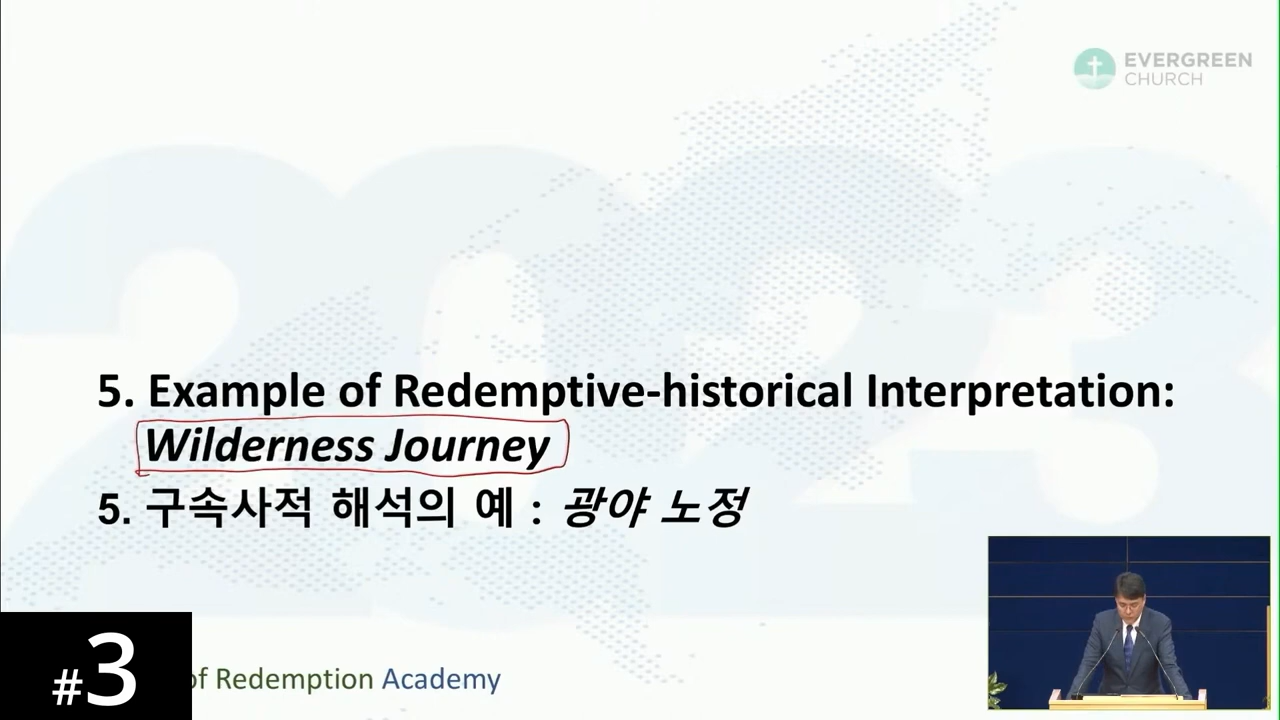 EVERGREEN
CHURCH
2023
5. Example of Redemptive-historical Interpretation:
Wilderness Journey
5. 구속사적 해석의 예 : 광야 노정
of Redemption Academy
#3